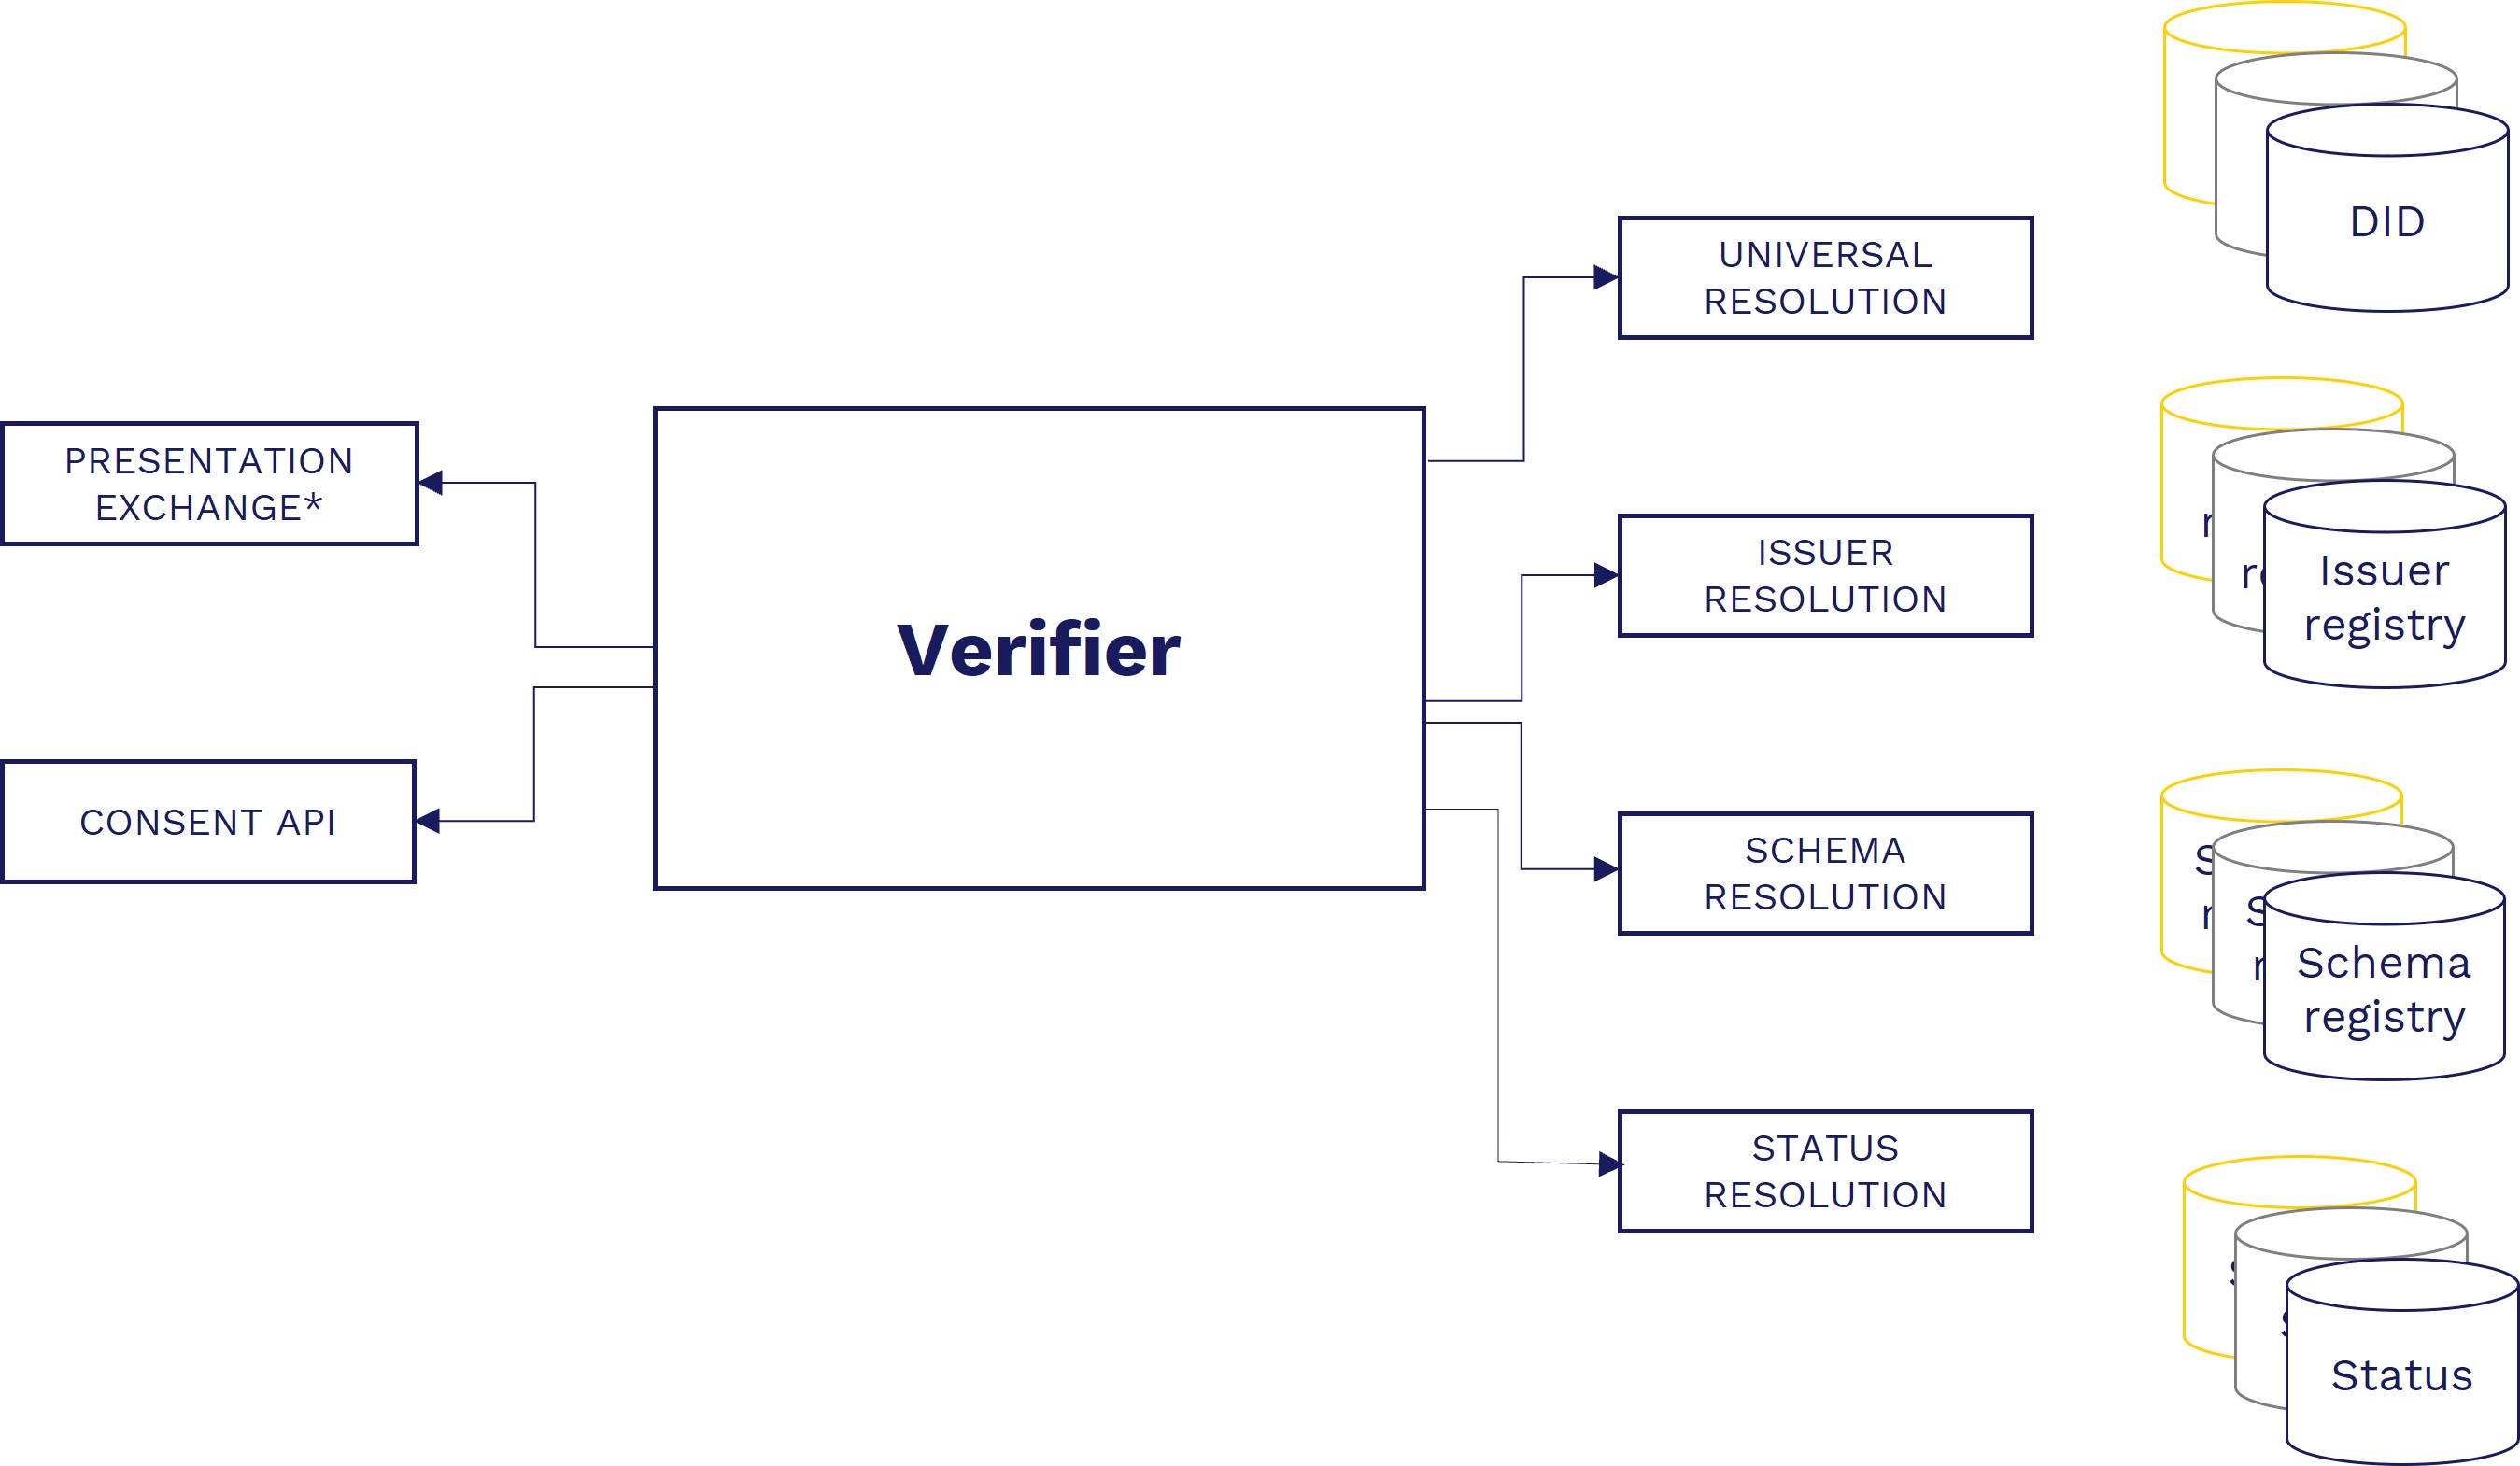 DID
UNIVERSAL
RESOLUTION
PRESENTATION
EXCHANGE*
ISSUER
RESOLUTION
Issuer
registry
Verifier
CONSENT API
SCHEMA
RESOLUTION
Schema
registry
STATUS
RESOLUTION
Status